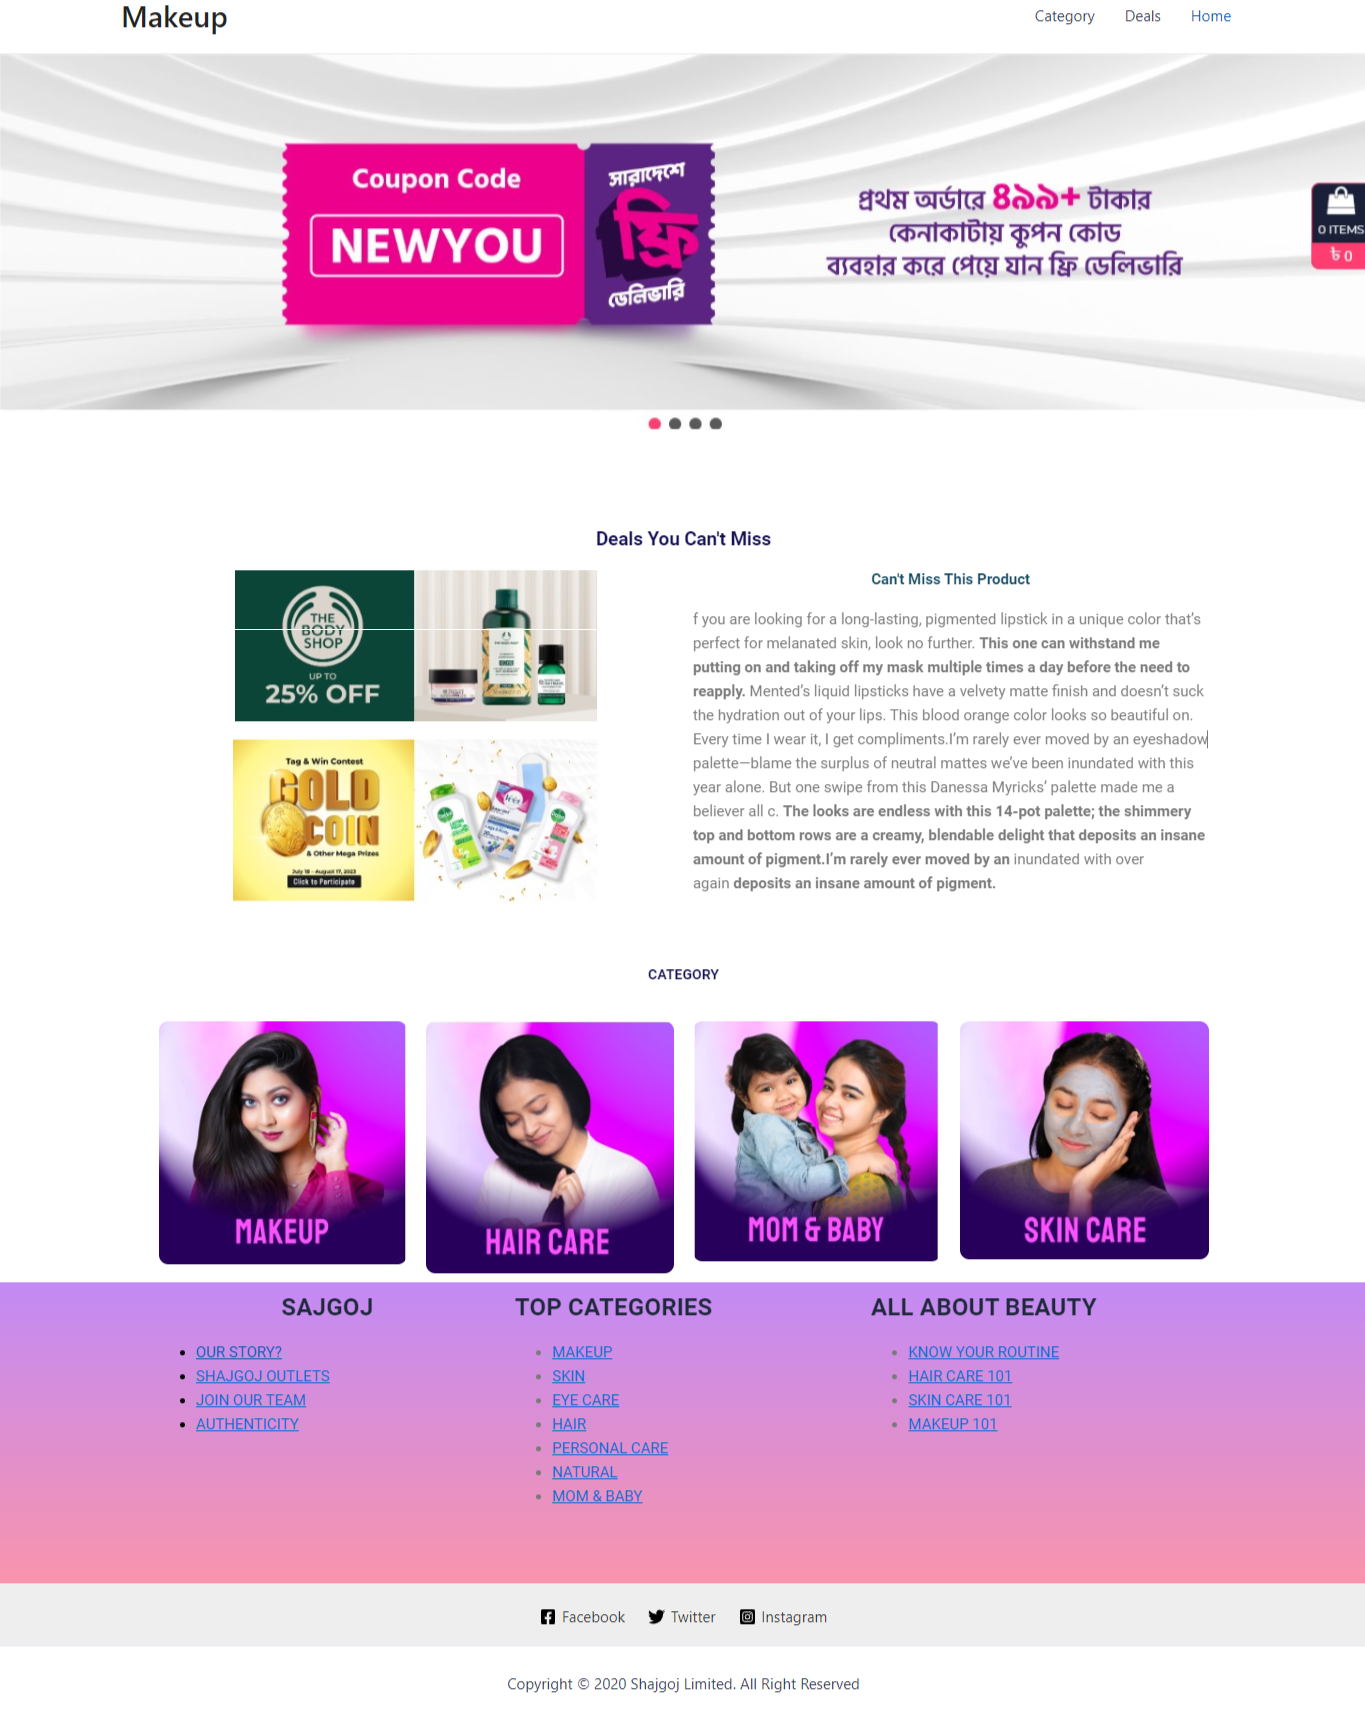 Makeup
Category Deals Home
Coupon Code
NEWYOU
সারাদেশে
ফ্রি
ডেলিভারি
প্রথম অর্ডারে ৪৯৯+ টাকার
কেনাকাটায় কুপন কোড
ব্যবহার করে পেয়ে যান ফ্রি ডেলিভারি
0 ITEMS
৳ 0
Deals You Can't Miss
THE
BODY
SHOP
UP TO
25% OFF
Tag & Win Contest
GOLD
COIN
& Other Mega Prizes
July 18 - August 17, 2023
Click to Participate
Can't Miss This Product
f you are looking for a long-lasting, pigmented lipstick in a unique color that’s
perfect for melanated skin, look no further. This one can withstand me
putting on and taking off my mask multiple times a day before the need to
reapply. Mented’s liquid lipsticks have a velvety matte finish and doesn’t suck
the hydration out of your lips. This blood orange color looks so beautiful on.
Every time I wear it, I get compliments.I’m rarely ever moved by an eyeshadow
palette—blame the surplus of neutral mattes we’ve been inundated with this
year alone. But one swipe from this Danessa Myricks’ palette made me a
believer all c. The looks are endless with this 14-pot palette; the shimmery
top and bottom rows are a creamy, blendable delight that deposits an insane
amount of pigment.I’m rarely ever moved by an inundated with over
again deposits an insane amount of pigment.
CATEGORY
MAKEUP
HAIR CARE
MOM & BABY
SKIN CARE
SAJGOJ
OUR STORY?
SHAJGOJ OUTLETS
JOIN OUR TEAM
AUTHENTICITY
TOP CATEGORIES
MAKEUP
SKIN
EYE CARE
HAIR
PERSONAL CARE
NATURAL
MOM & BABY
ALL ABOUT BEAUTY
KNOW YOUR ROUTINE
HAIR CARE 101
SKIN CARE 101
MAKEUP 101
Facebook Twitter Instagram
Copyright © 2020 Shajgoj Limited. All Right Reserved